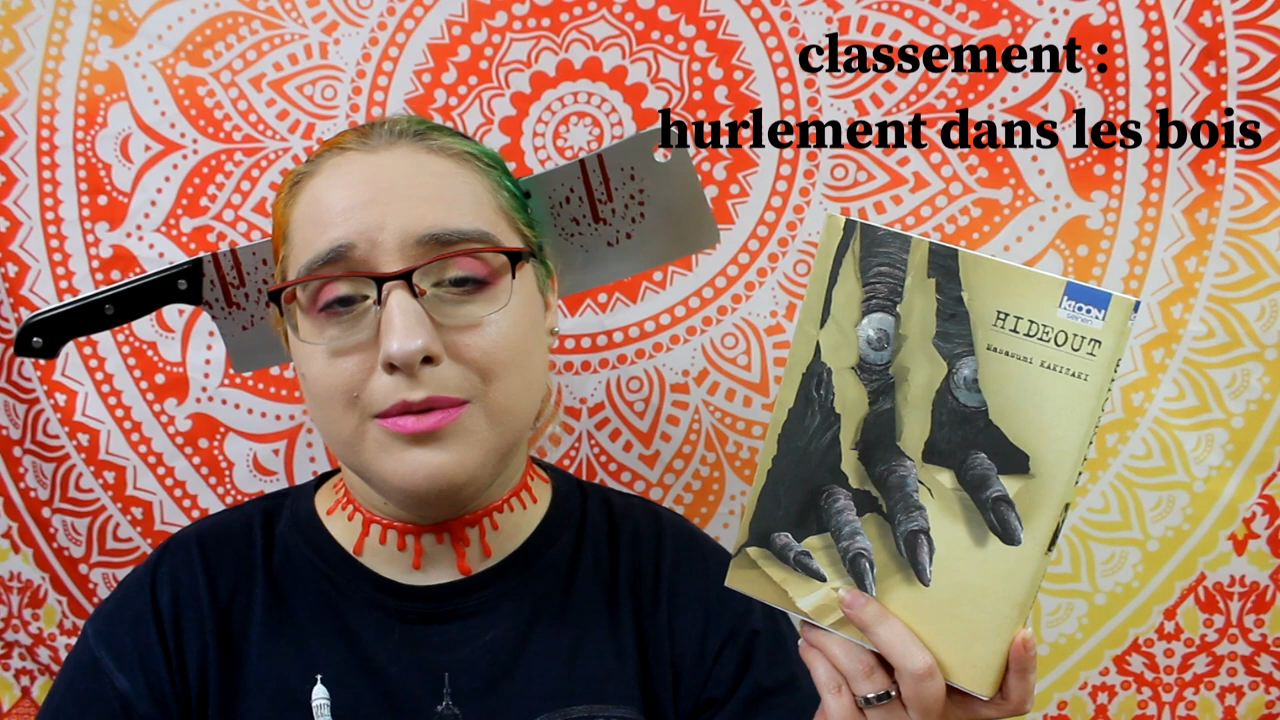 classement :
hurlement dans les bois
KI-OON
seinen
HIDEOUT
Masasumi KAKIZAKI